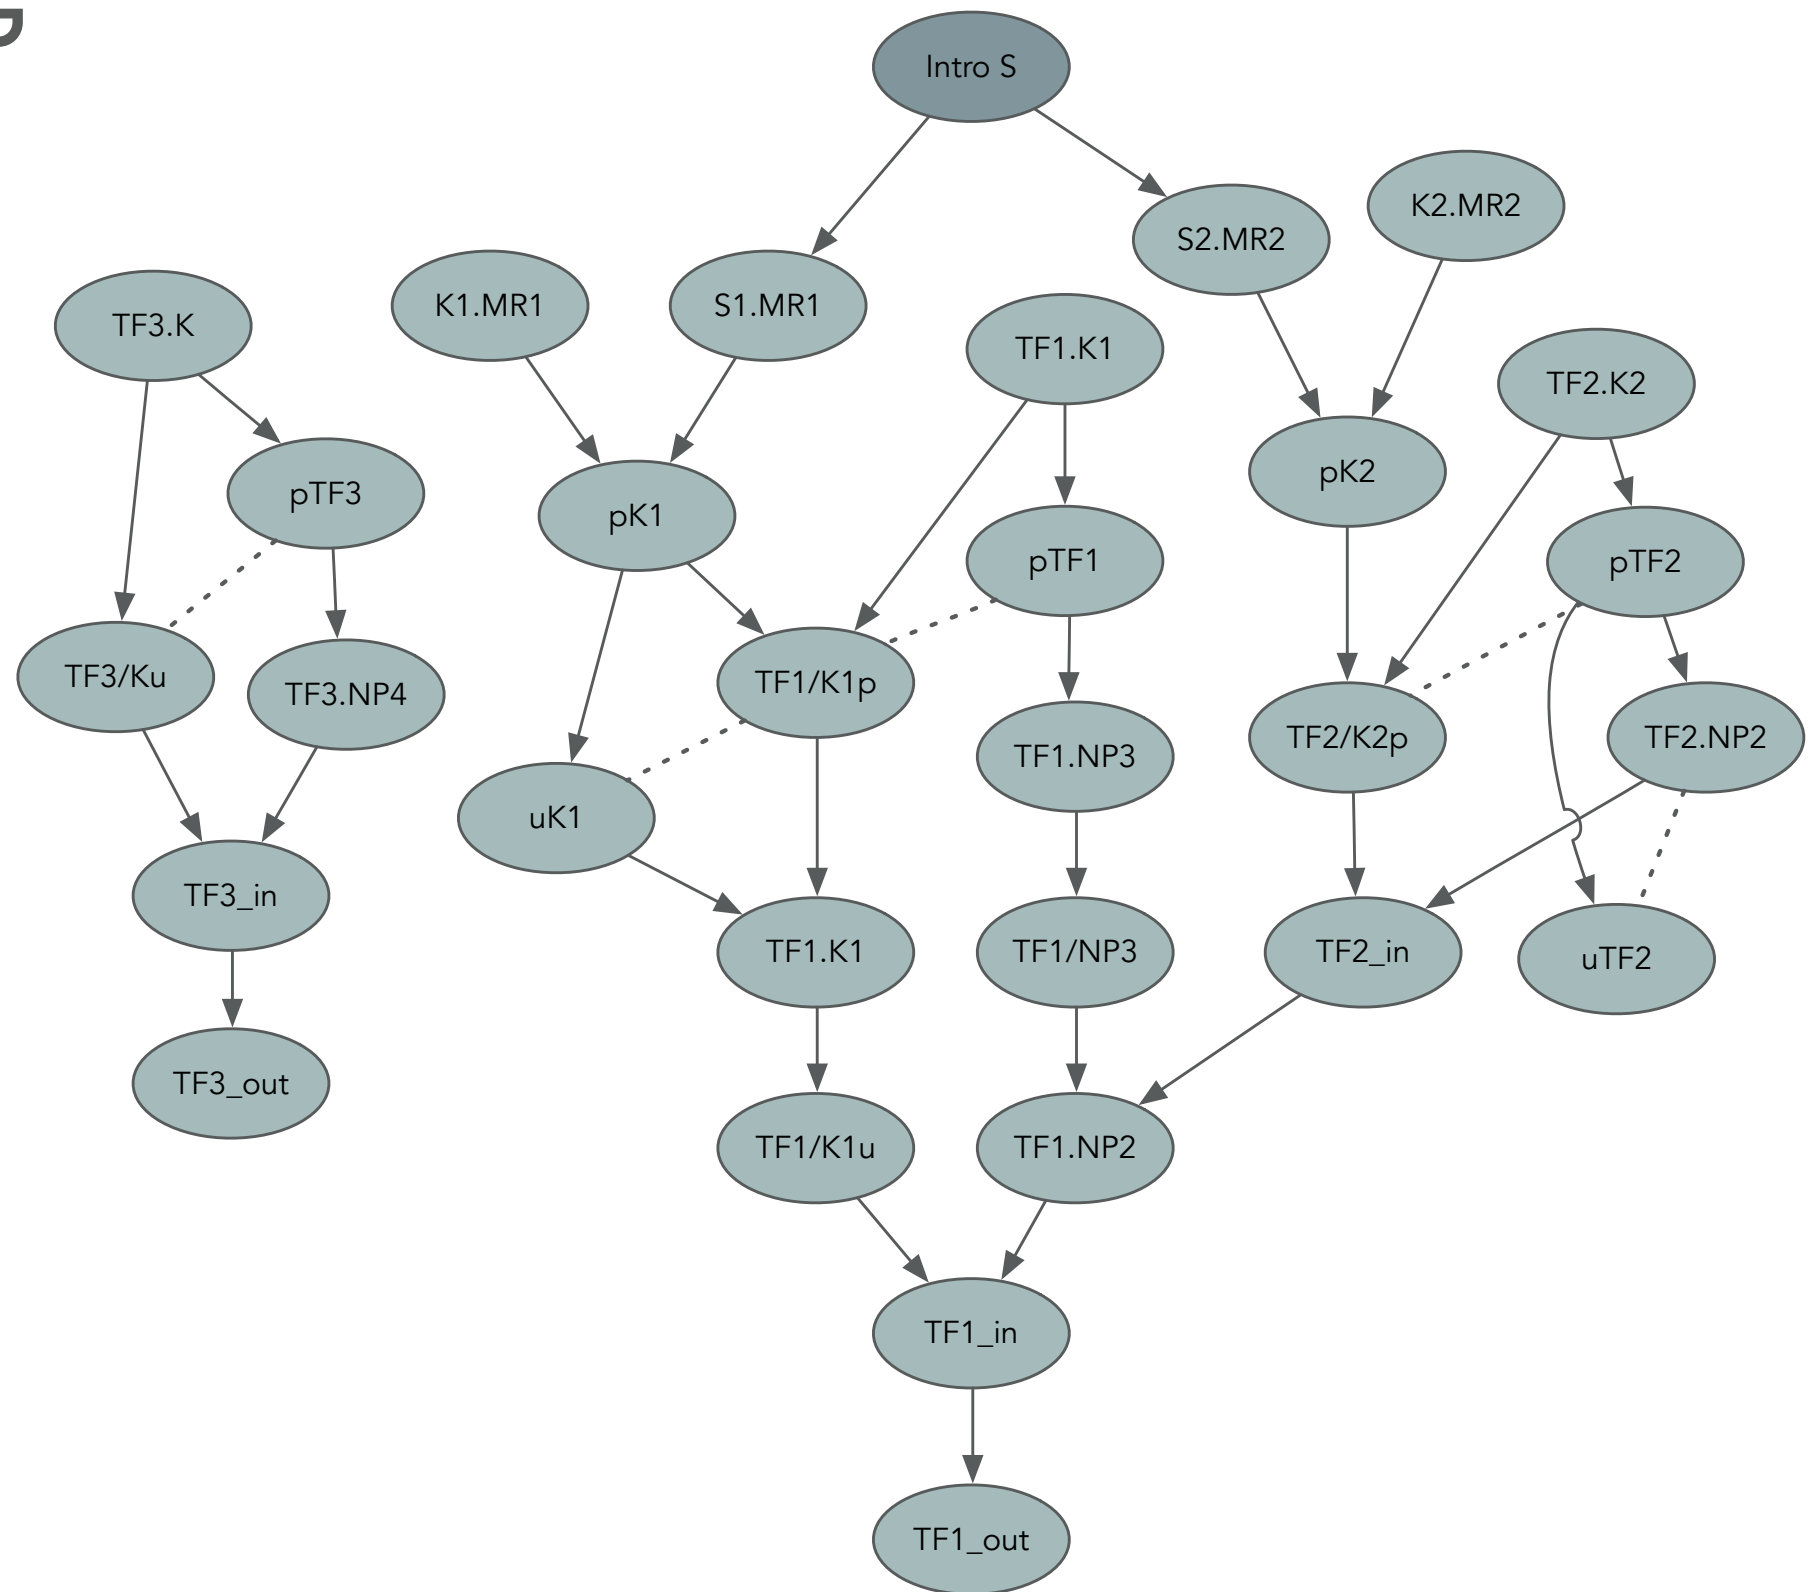 Intro S
K2.MR2
S2.MR2
K1.MR1
S1.MR1
TF3.K
TF1.K1
TF2.K2
pK2
pTF3
pK1
pTF1
pTF2
TF3/Ku
TF1/K1p
TF3.NP4
TF2/K2p
TF2.NP2
TF1.NP3
uK1
TF3_in
TF1.K1
TF1/NP3
TF2_in
uTF2
TF3_out
TF1/K1u
TF1.NP2
TF1_in
TF1_out